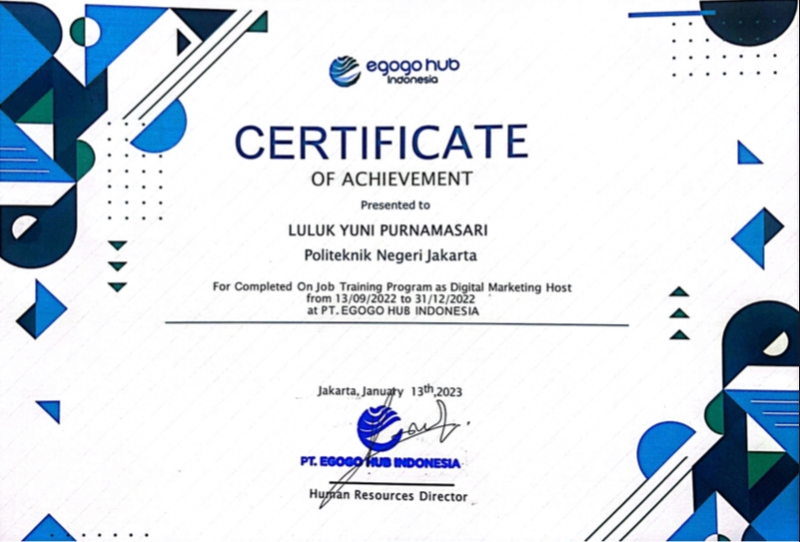 egogo hub
Indonesia
CERTIFICATE
OF ACHIEVEMENT
Presented to
LULUK YUNI PURNAMASARI
Politeknik Negeri Jakarta
For Completed On Job Training Program as Digital Marketing Host
from 13/09/2022 to 31/12/2022
at PT. EGOGO HUB INDONESIA
Jakarta, January 13th,2023
PT. EGOGO HUB INDONESIA
Human Resources Director